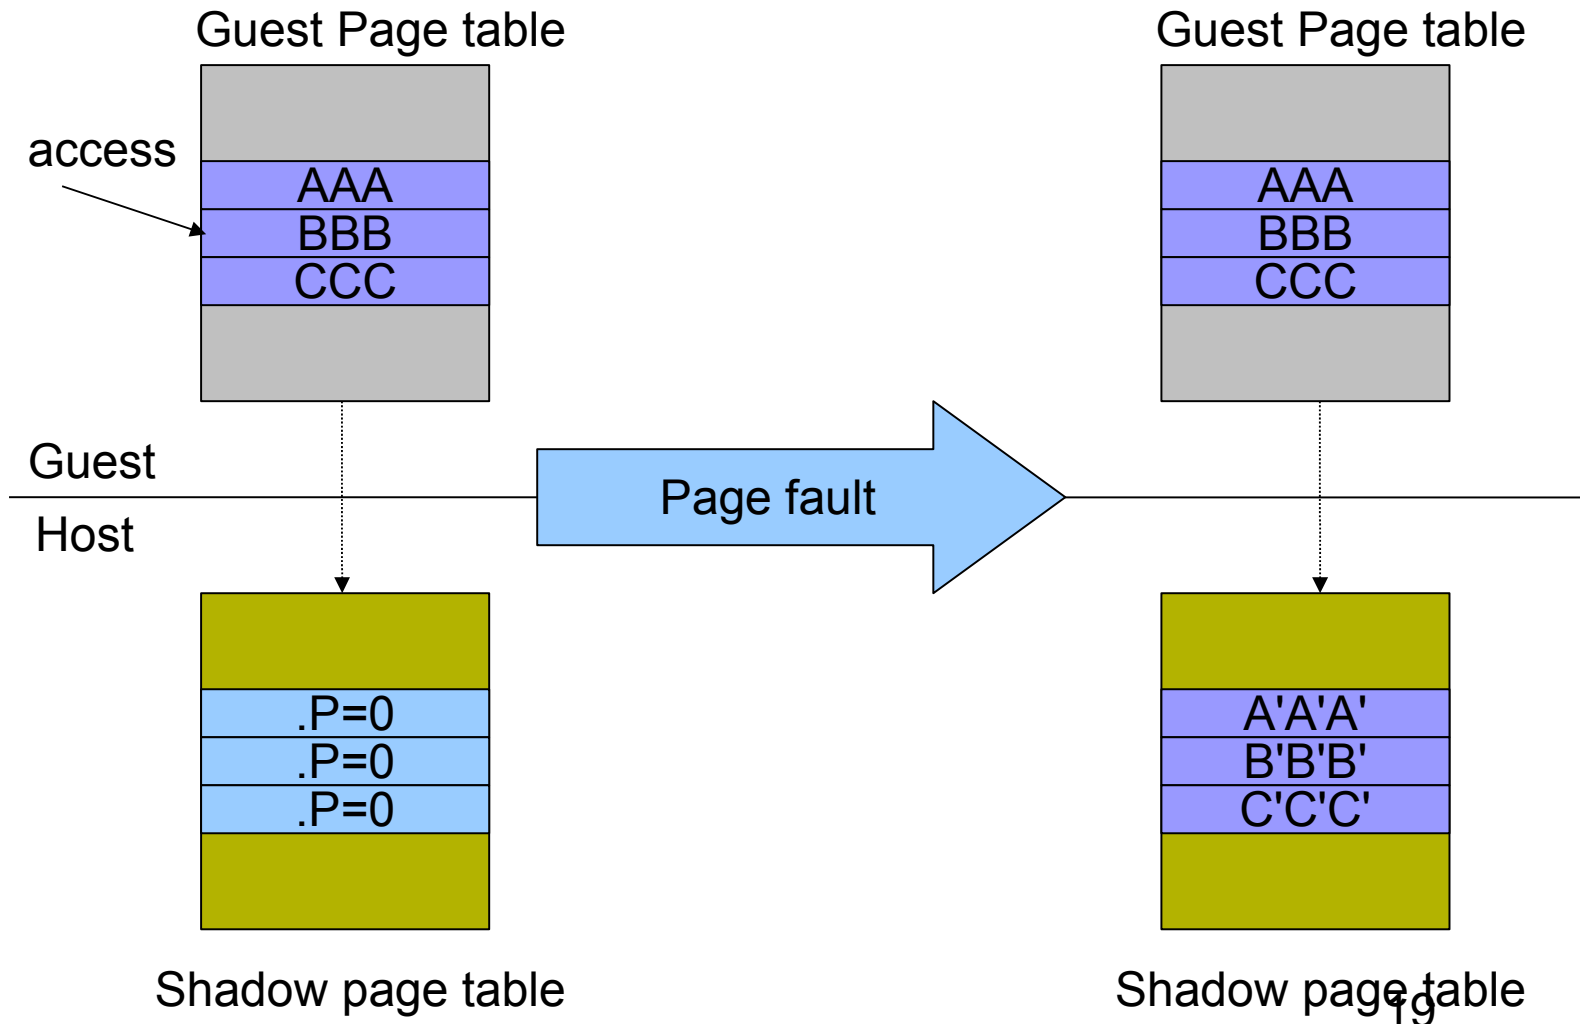 Guest Page table
Guest Page table
access
AAA
BBB
CCC
AAA
BBB
CCC
Guest
Page fault
Host
.P=0
.P=0
.P=0
A'A'A'
B'B'B'
C'C'C'
Shadow page table
Shadow page table
19